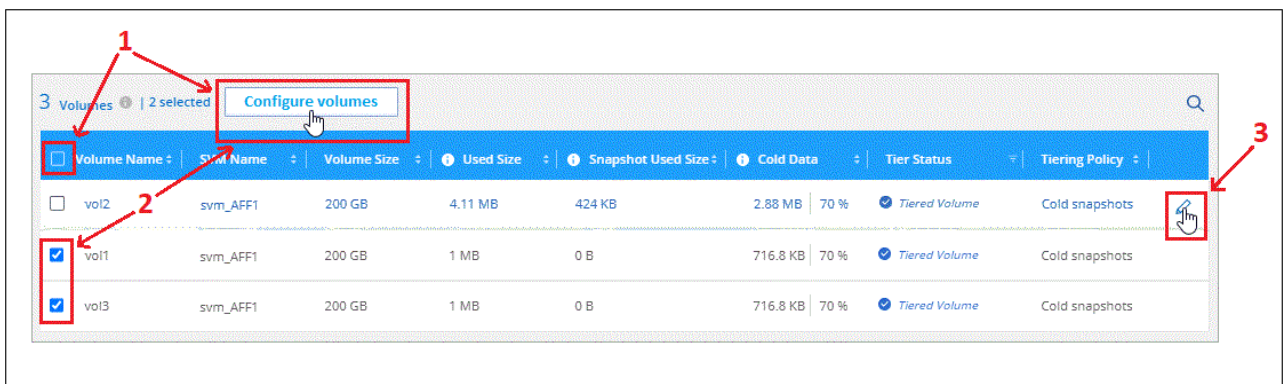 1
3 Volumes | 2 selected Configure volumes
3
Volume Name SVM Name Volume Size Used Size Snapshot Used Size Cold Data Tier Status Tiering Policy
vol2 svm_AFF1 200 GB 4.11 MB 424 KB 2.88 MB 70 % Tiered Volume Cold snapshots
2
vol1 svm_AFF1 200 GB 1 MB 0 B 716.8 KB 70 % Tiered Volume Cold snapshots
vol3 svm_AFF1 200 GB 1 MB 0 B 716.8 KB 70 % Tiered Volume Cold snapshots